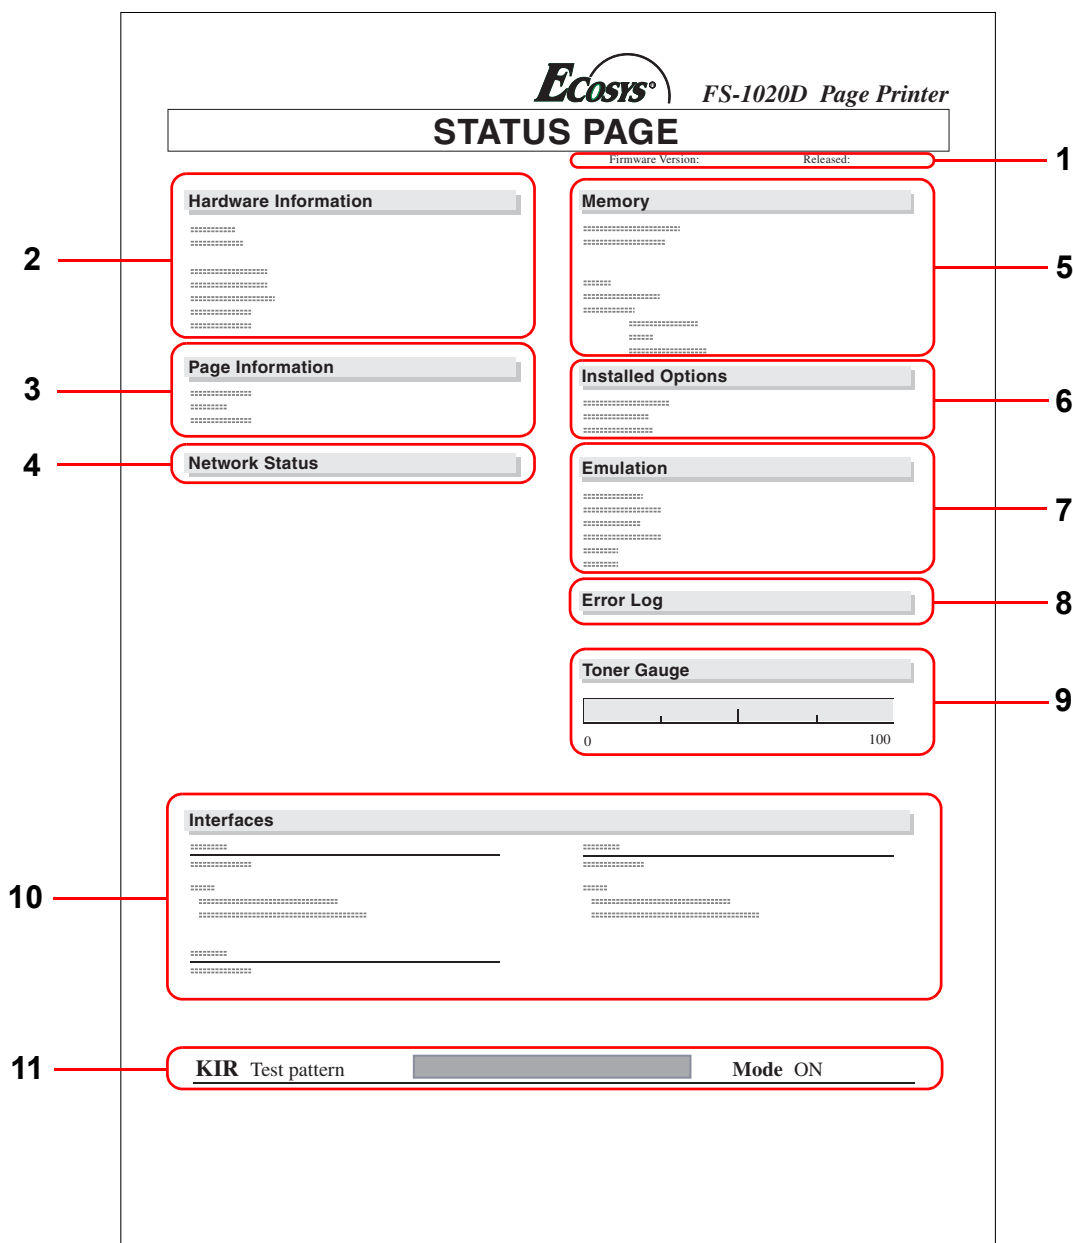 ECOSYS®
FS-1020D Page Printer
STATUS PAGE
Firmware Version: Released:
1
Hardware Information
2
Page Information
3
Network Status
4
Memory
5
Installed Options
6
Emulation
7
Error Log
8
Toner Gauge
0 100
9
Interfaces
10
KIR Test pattern Mode ON
11